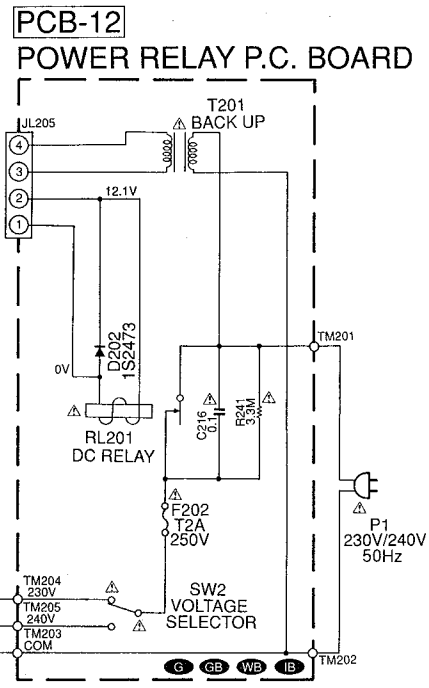 PCB-12
POWER RELAY P.C. BOARD
JL205
T201
BACK UP
4
3
2
12.1V
1
D202
1S2473
0V
RL201
DC RELAY
C216
0.1
R241
3.3M
TM201
F202
T2A
250V
P1
230V/240V
50Hz
TM204
230V
TM205
240V
TM203
COM
SW2
VOLTAGE
SELECTOR
G GB WB IB
TM202